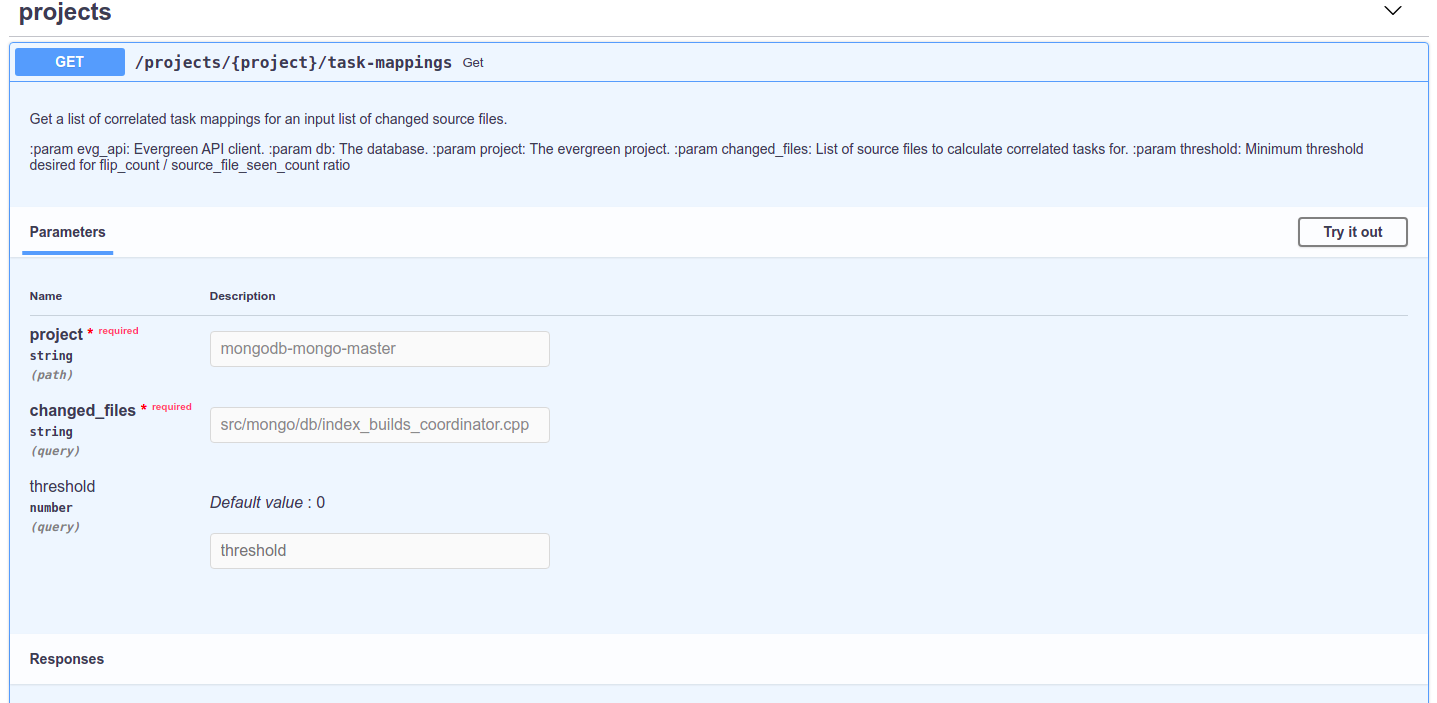 projects
GET /projects/{project}/task-mappings Get
Get a list of correlated task mappings for an input list of changed source files.
:param evg_api: Evergreen API client. :param db: The database. :param project: The evergreen project. :param changed_files: List of source files to calculate correlated tasks for. :param threshold: Minimum threshold
desired for flip_count / source_file_seen_count ratio
Parameters
Try it out
Name Description
project * required
string
(path)
mongodb-mongo-master
changed_files * required
string
(query)
src/mongo/db/index_builds_coordinator.cpp
threshold
number
(query)
Default value : 0
threshold
Responses